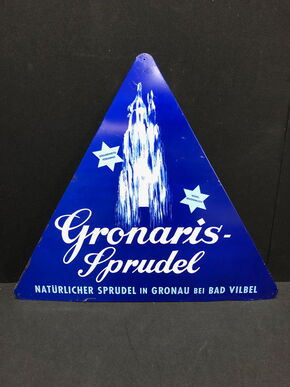 Gronaris-
Sprudel
NATÜRLICHER SPRUDEL IN GRONAU BEI BAD VILBEL